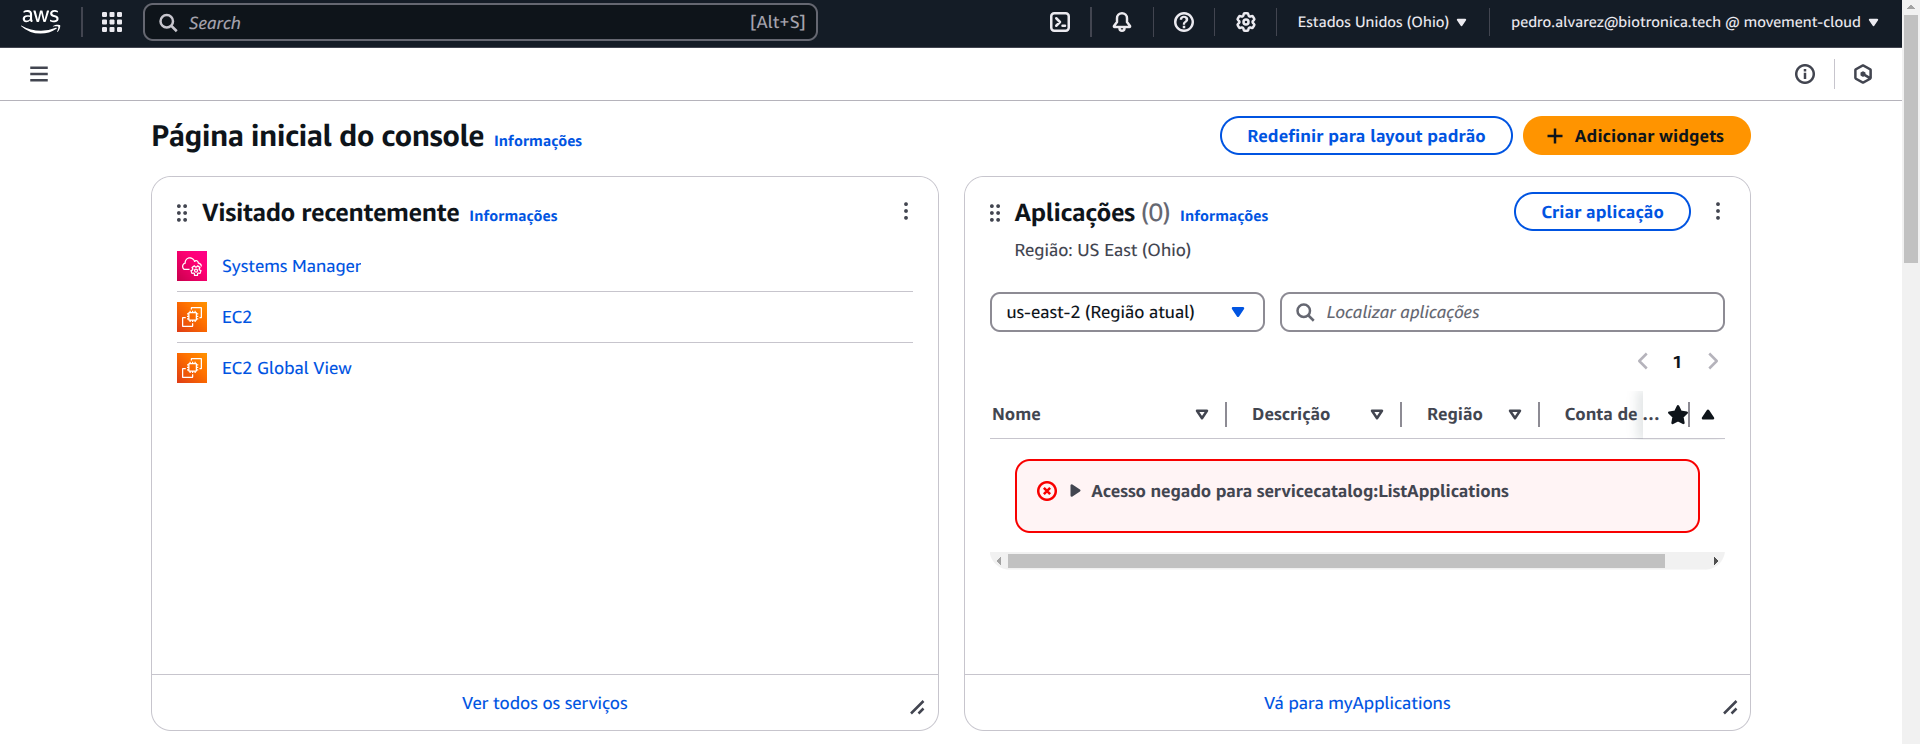 aws
Search [Alt+S]
Estados Unidos (Ohio)
pedro.alvarez@biotronica.tech @ movement-cloud
Página inicial do console Informações
Redefinir para layout padrão
Adicionar widgets
Visitado recentemente Informações
Systems Manager
EC2
EC2 Global View
Ver todos os serviços
Aplicações (0) Informações
Criar aplicação
Região: US East (Ohio)
us-east-2 (Região atual)
Localizar aplicações
1
Nome Descrição Região Conta de ...
Acesso negado para servicecatalog:ListApplications
Vá para myApplications